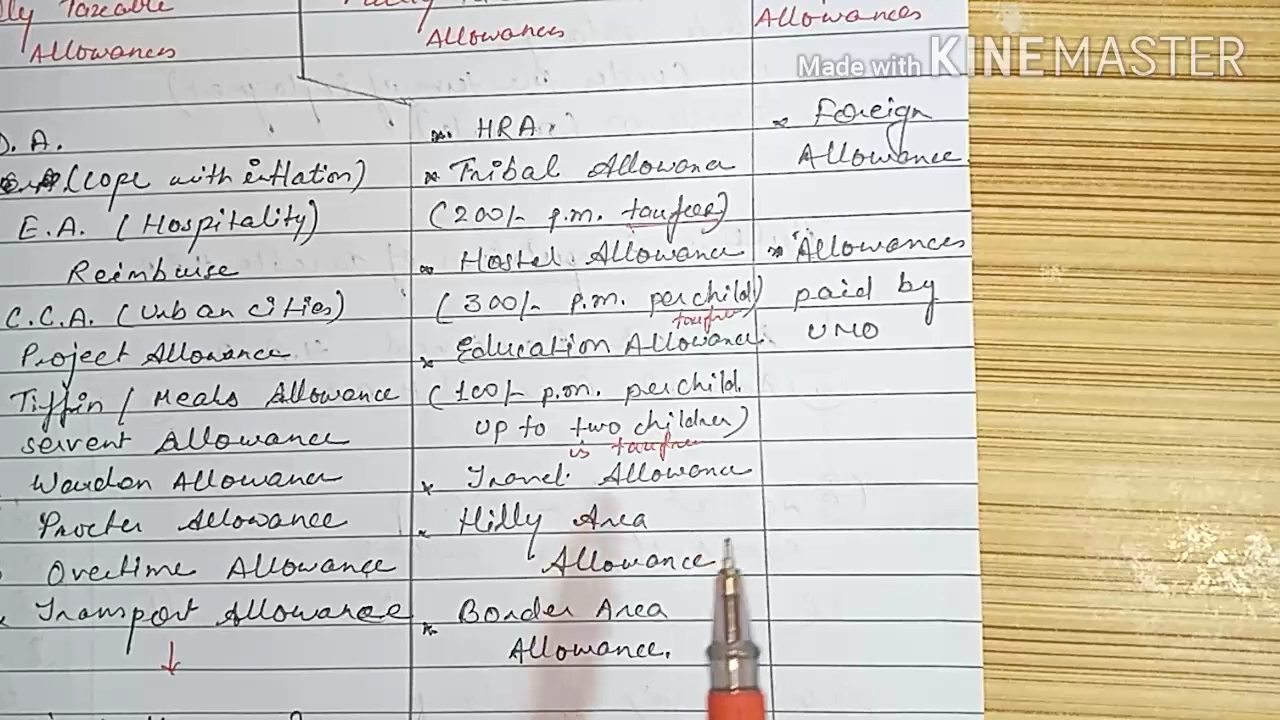 lly Taxeable
Allowances
Allowances
Allowances
Made with KINEMASTER
D.A.
(cope with inflation)
E.A. (Hospitality)
Reimbuise
C.C.A. (Urban cities)
Project Allowance
Tiffin / Meals Allowance
servent Allowance
Warden Allowance
Procter Allowance
Overtime Allowance
Transport Allowance
HRA
Tribal Allowance
(200/- p.m. taxfree)
Hostel Allowance
(300/- p.m. per child)
taxfree
Education Allowance
(100/- p.m. per child
up to two children)
is taxfree
Travel Allowance
Hilly Area
Allowance
Border Area
Allowance.
Foreign
Allowance
Allowances
paid by
UNO